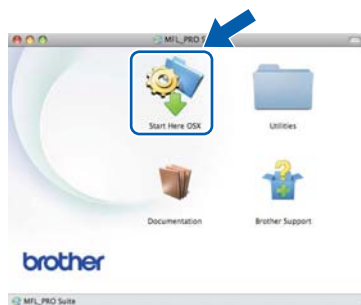 MFL_PRO S
Start Here OSX
Utilities
Documentation
Brother Support
brother
MFL_PRO Suite